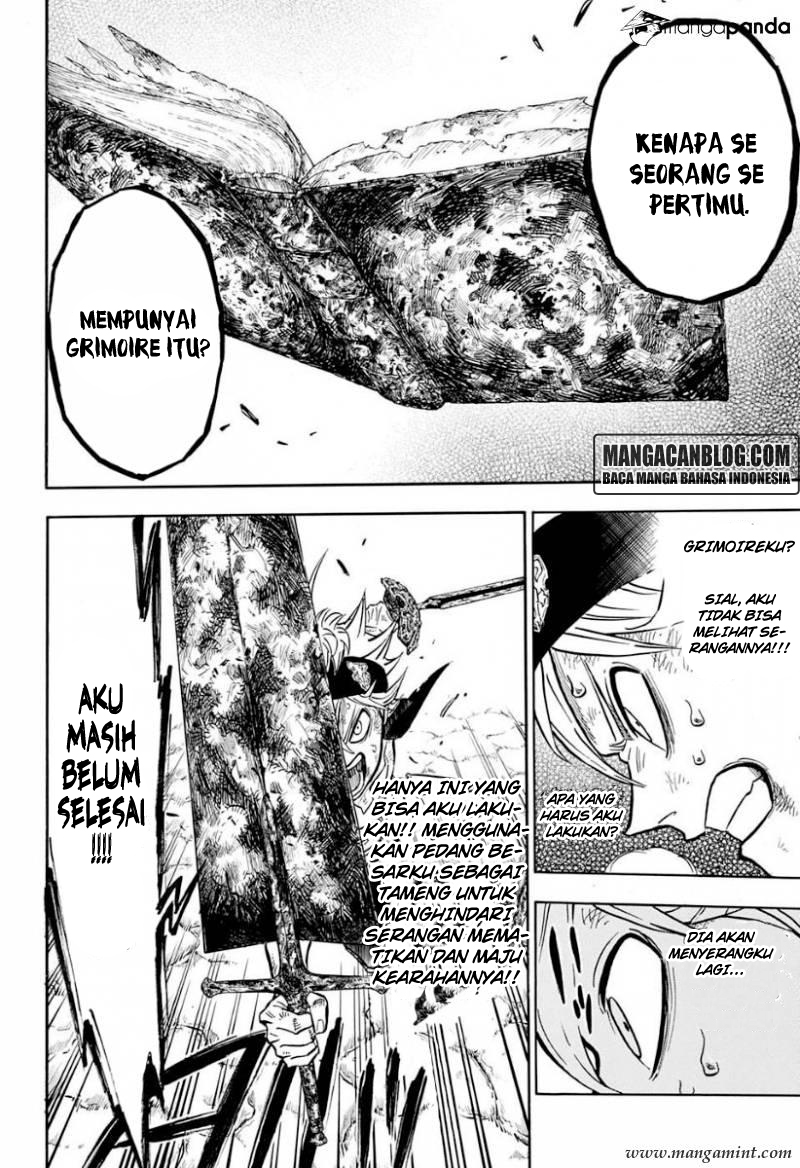 mangapanda
KENAPA SE
SEORANG SE
PERTIMU.
MEMPUNYAI
GRIMOIRE ITU?
MANGACANBLOG.COM
BACA MANGA BAHASA INDONESIA
GRIMOIREKU?
SIAL, AKU
TIDAK BISA
MELIHAT SE-
RANGANNYA!!!
APA YANG
HARUS AKU
LAKUKAN?
DIA AKAN
MENYERANGKU
LAGI...
HANYA INI YANG
BISA AKU LAKU-
KAN!! MENGGUNA-
KAN PEDANG BE-
SARKU SEBAGAI
TAMENG UNTUK
MENGHINDARI
SERANGAN MEMA-
TIKAN DAN MAJU
KEARAHANNYA!!
AKU
MASIH
BELUM
SELESAI
!!!!
www.mangamint.com